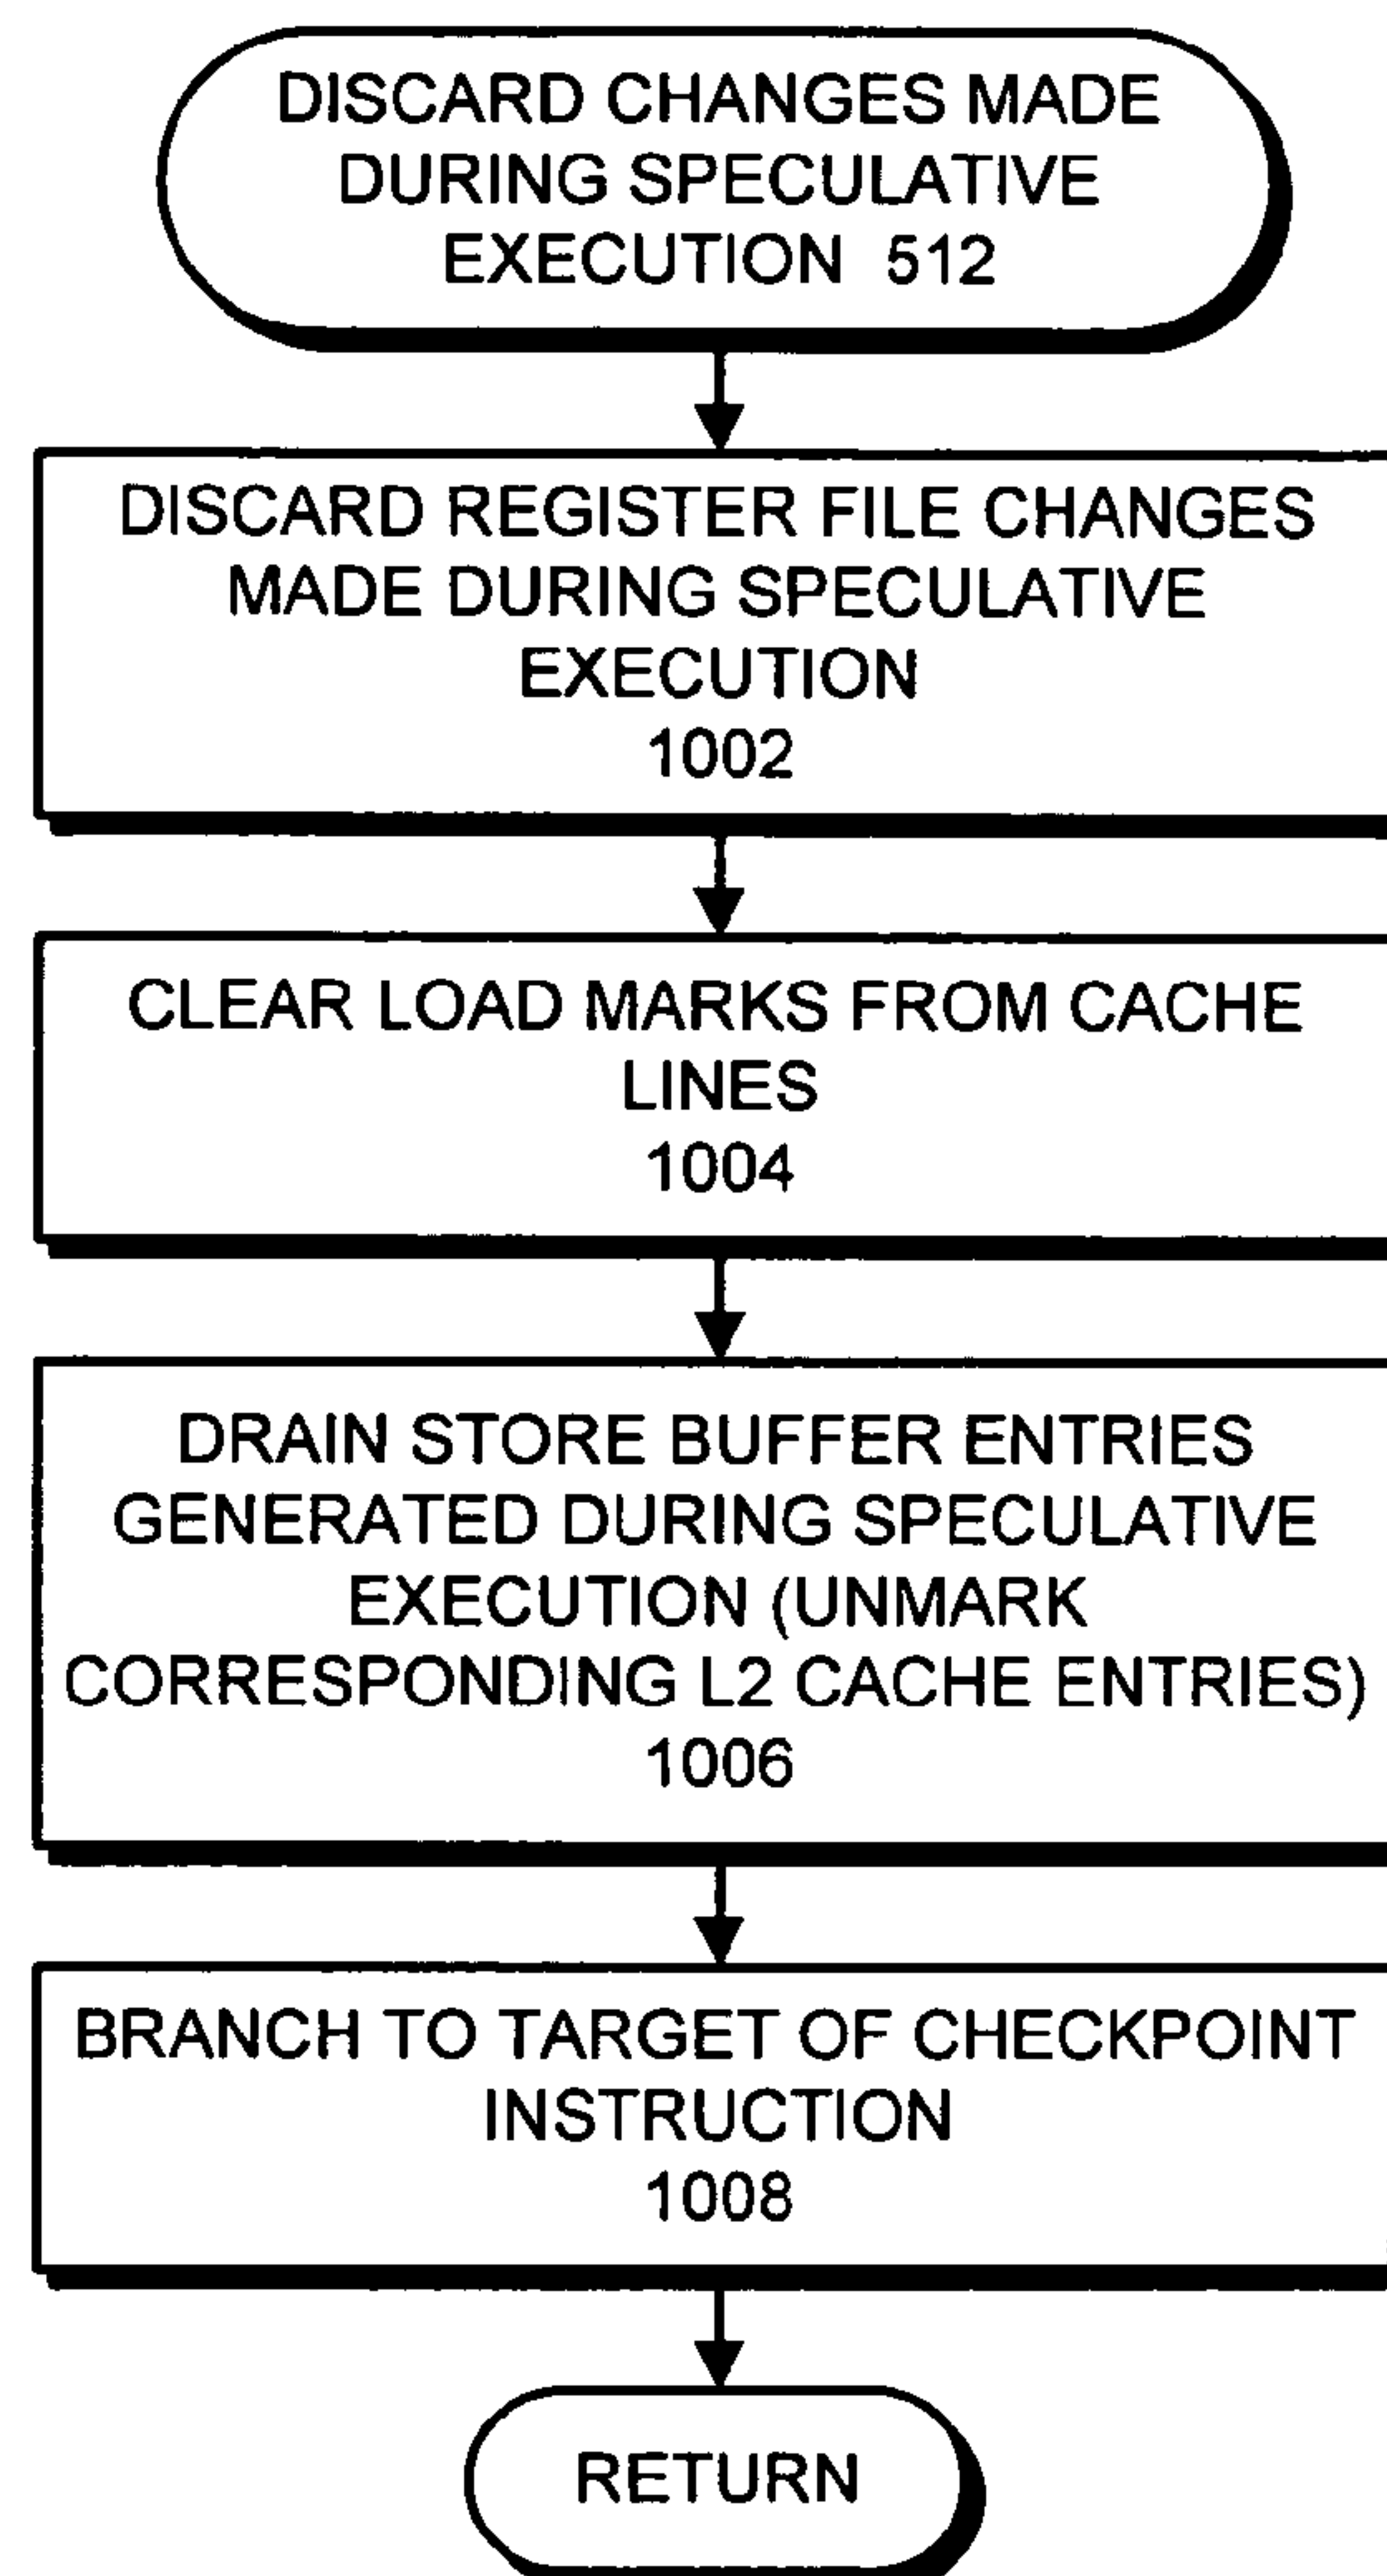 DISCARD CHANGES MADE
DURING SPECULATIVE
EXECUTION 512
DISCARD REGISTER FILE CHANGES
MADE DURING SPECULATIVE
EXECUTION
1002
CLEAR LOAD MARKS FROM CACHE
LINES
1004
DRAIN STORE BUFFER ENTRIES
GENERATED DURING SPECULATIVE
EXECUTION (UNMARK
CORRESPONDING L2 CACHE ENTRIES)
1006
BRANCH TO TARGET OF CHECKPOINT
INSTRUCTION
1008
RETURN